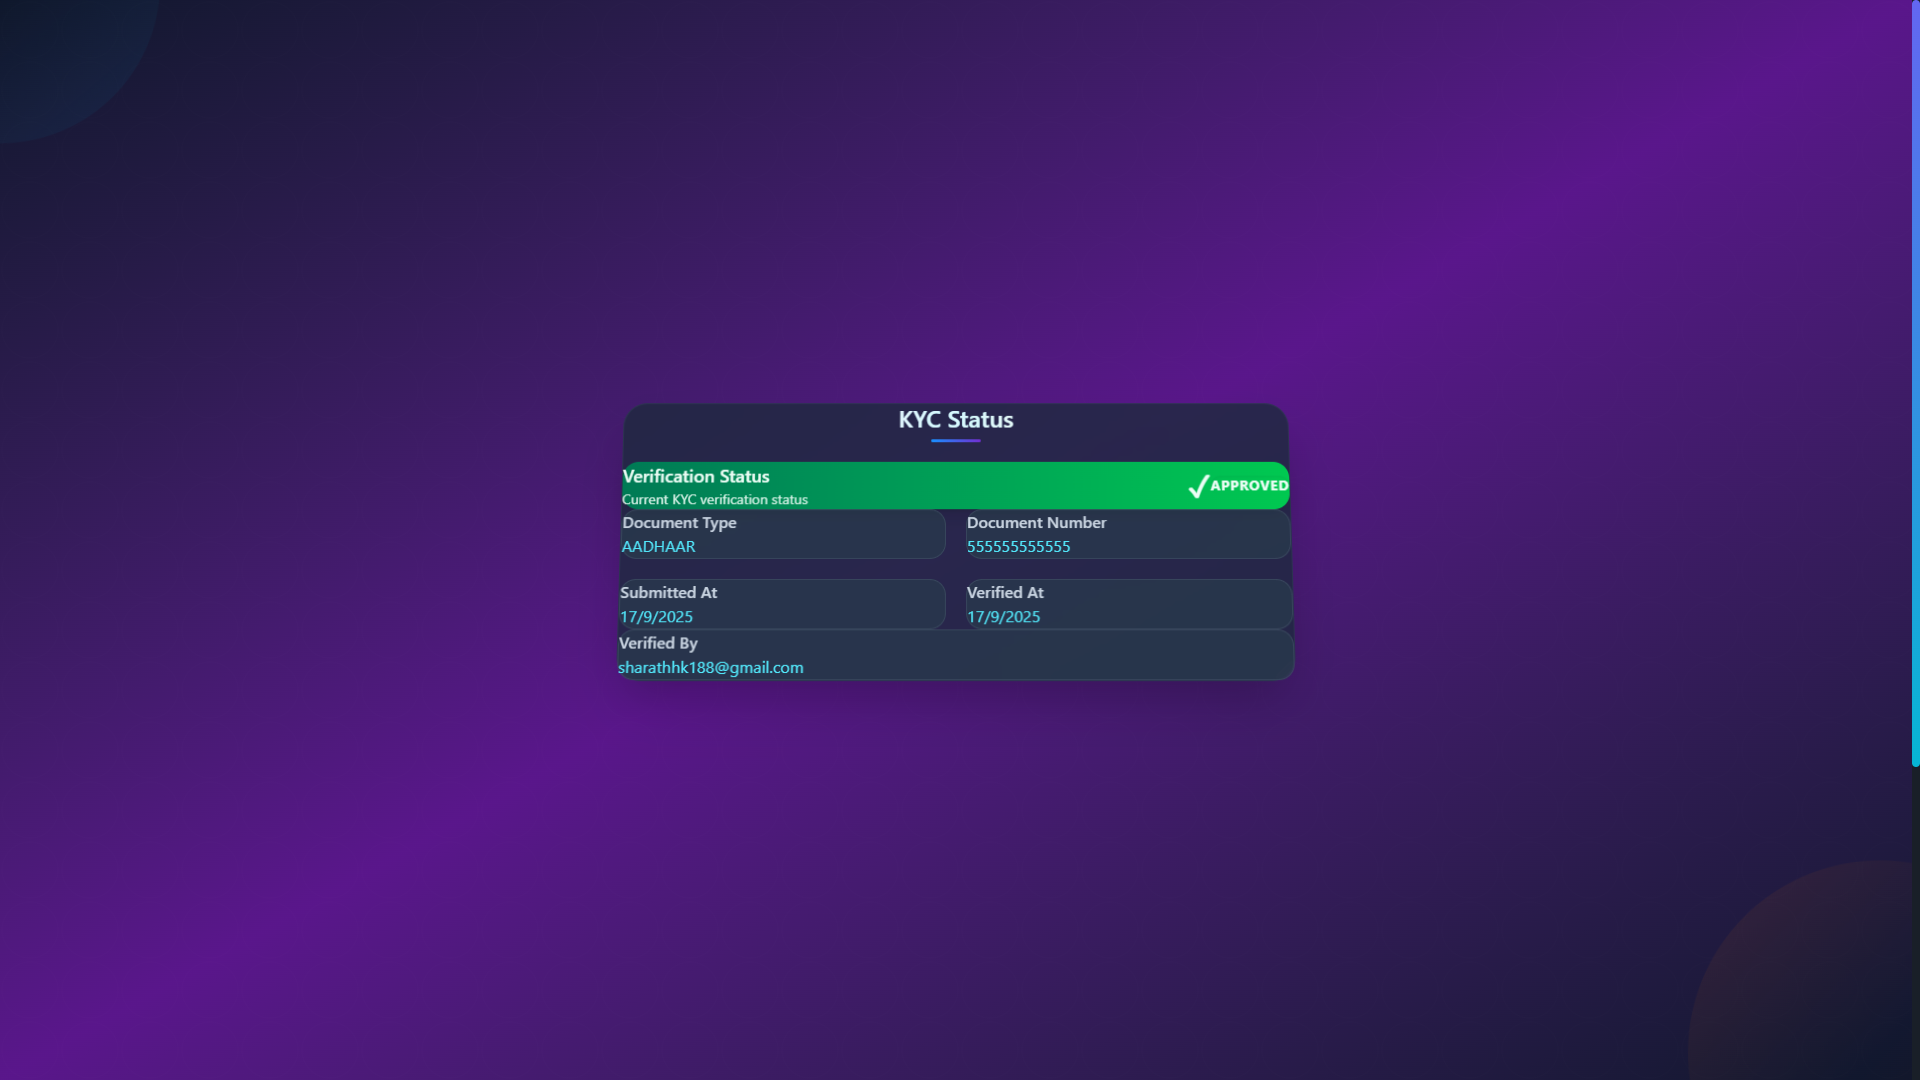 KYC Status
Verification Status
Current KYC verification status
APPROVED
Document Type
AADHAAR
Document Number
555555555555
Submitted At
17/9/2025
Verified At
17/9/2025
Verified By
sharathhk188@gmail.com